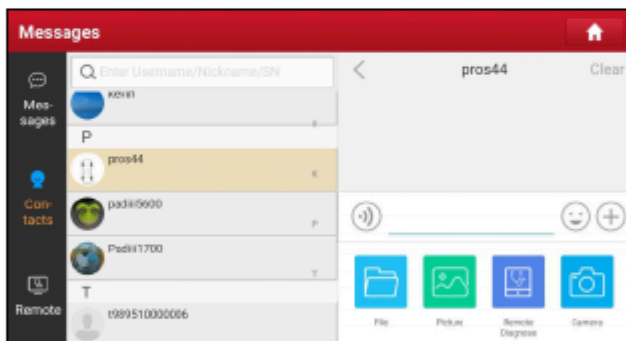 Messages
Mes-
sages
Con-
tacts
Remote
Enter Username/Nickname/SN
kevin
P
pros44
K
padiii5600
P
Padiii1700
T
T
t989510000006
pros44
Clear
File
Picture
Remote
Diagnose
Camera